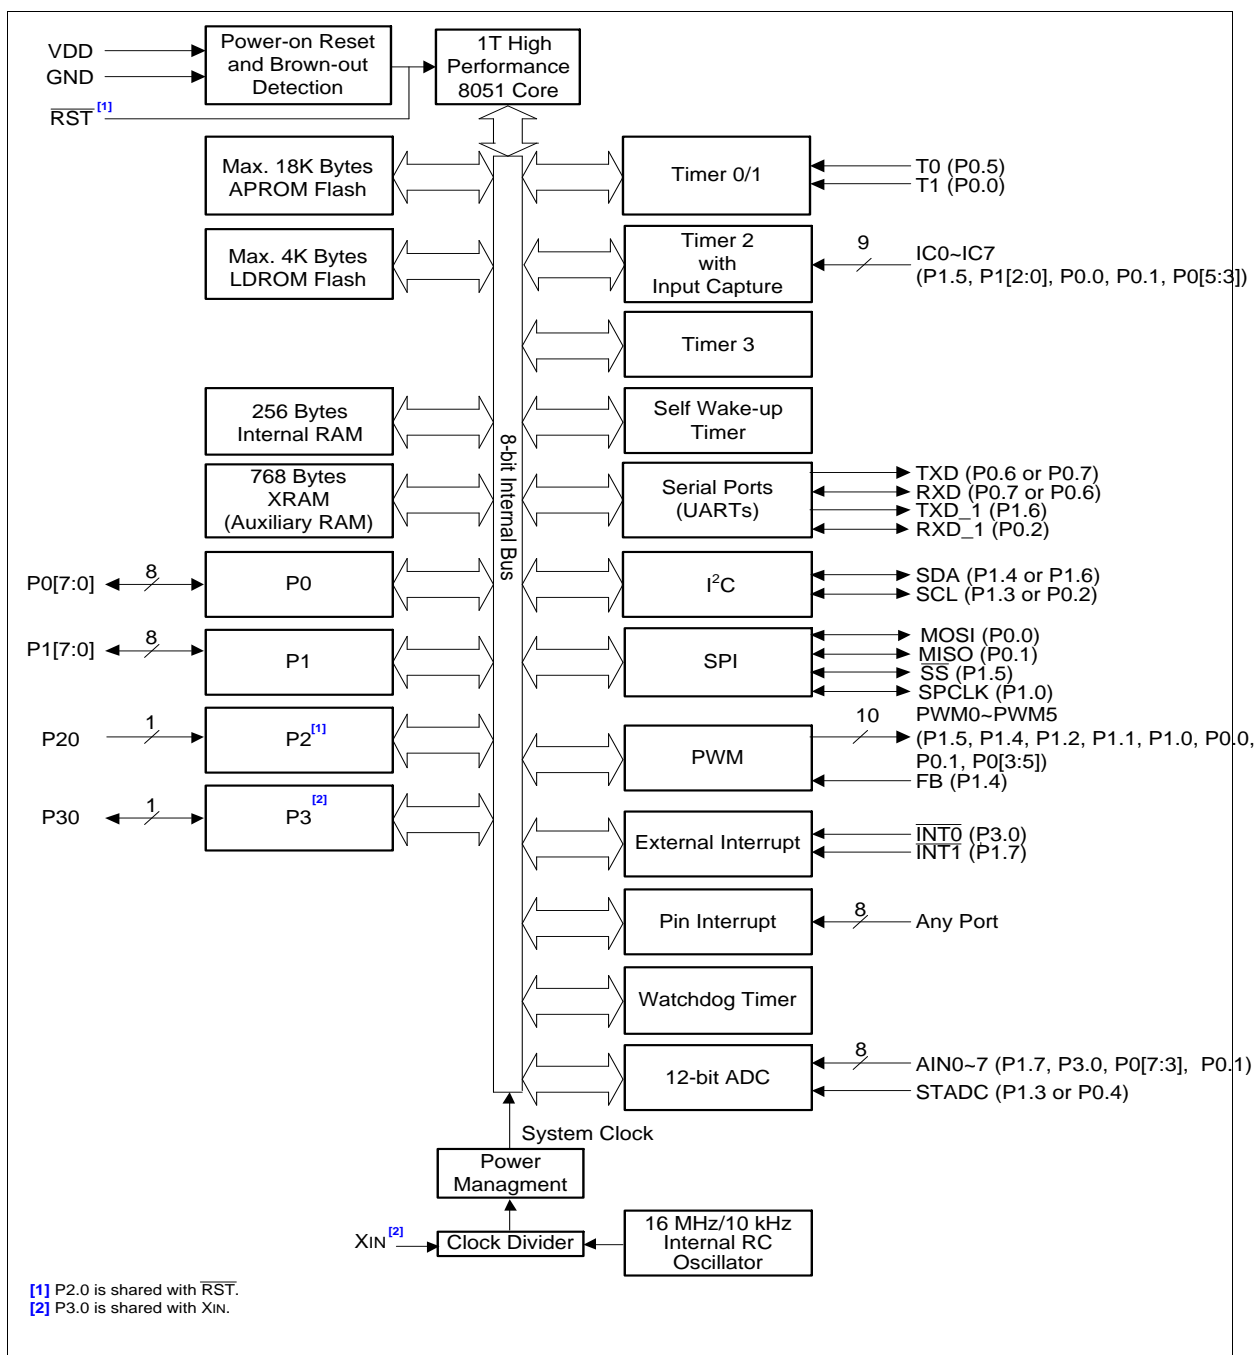 VDD
GND
RST [1]
Power-on Reset
and Brown-out
Detection
1T High
Performance
8051 Core
Max. 18K Bytes
APROM Flash
Max. 4K Bytes
LDROM Flash
256 Bytes
Internal RAM
768 Bytes
XRAM
(Auxiliary RAM)
P0[7:0]
8
P0
P1[7:0]
8
P1
P20
1
P2[1]
P30
1
P3[2]
8-bit Internal Bus
Timer 0/1
T0 (P0.5)
T1 (P0.0)
Timer 2
with
Input Capture
9
IC0~IC7
(P1.5, P1[2:0], P0.0, P0.1, P0[5:3])
Timer 3
Self Wake-up
Timer
Serial Ports
(UARTs)
TXD (P0.6 or P0.7)
RXD (P0.7 or P0.6)
TXD_1 (P1.6)
RXD_1 (P0.2)
I2C
SDA (P1.4 or P1.6)
SCL (P1.3 or P0.2)
SPI
MOSI (P0.0)
MISO (P0.1)
SS (P1.5)
SPCLK (P1.0)
PWM
10
PWM0~PWM5
(P1.5, P1.4, P1.2, P1.1, P1.0, P0.0,
P0.1, P0[3:5])
FB (P1.4)
External Interrupt
INT0 (P3.0)
INT1 (P1.7)
Pin Interrupt
8
Any Port
Watchdog Timer
12-bit ADC
8
AIN0~7 (P1.7, P3.0, P0[7:3], P0.1)
STADC (P1.3 or P0.4)
System Clock
Power
Managment
XIN [2]
Clock Divider
16 MHz/10 kHz
Internal RC
Oscillator
[1] P2.0 is shared with RST.
[2] P3.0 is shared with XIN.